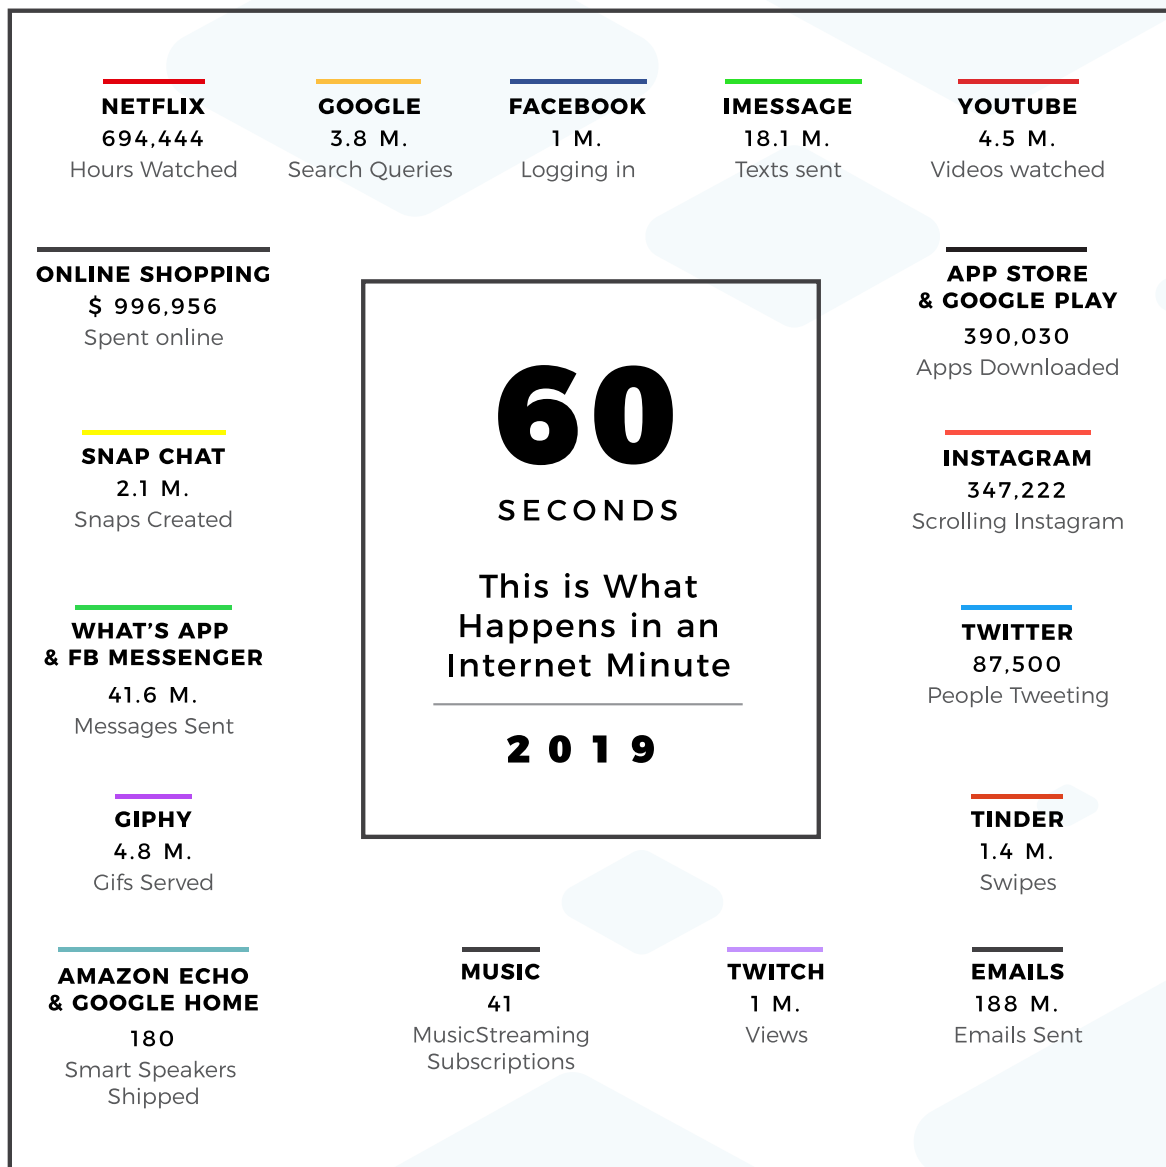 NETFLIX
694,444
Hours Watched
GOOGLE
3.8 M.
Search Queries
FACEBOOK
1 M.
Logging in
IMESSAGE
18.1 M.
Texts sent
YOUTUBE
4.5 M.
Videos watched
ONLINE SHOPPING
$ 996,956
Spent online
APP STORE
& GOOGLE PLAY
390,030
Apps Downloaded
60
SECONDS
This is What
Happens in an
Internet Minute
2019
SNAP CHAT
2.1 M.
Snaps Created
INSTAGRAM
347,222
Scrolling Instagram
WHAT'S APP
& FB MESSENGER
41.6 M.
Messages Sent
TWITTER
87,500
People Tweeting
GIPHY
4.8 M.
Gifs Served
TINDER
1.4 M.
Swipes
AMAZON ECHO
& GOOGLE HOME
180
Smart Speakers
Shipped
MUSIC
41
MusicStreaming
Subscriptions
TWITCH
1 M.
Views
EMAILS
188 M.
Emails Sent